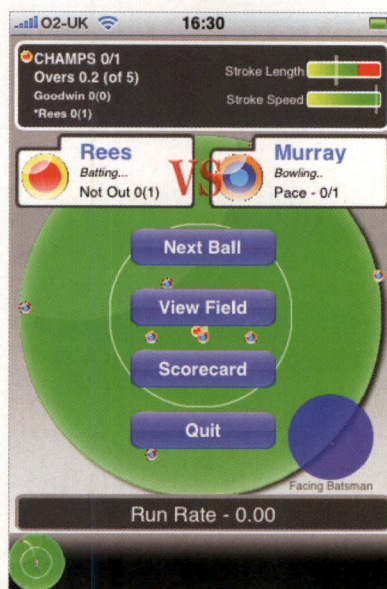 O2-UK 16:30
CHAMPS 0/1
Overs 0.2 (of 5)
Goodwin 0(0)
*Rees 0(1)
Stroke Length
Stroke Speed
Rees
Batting...
Not Out 0(1)
VS
Murray
Bowling..
Pace - 0/1
Next Ball
View Field
Scorecard
Quit
Facing Batsman
Run Rate - 0.00